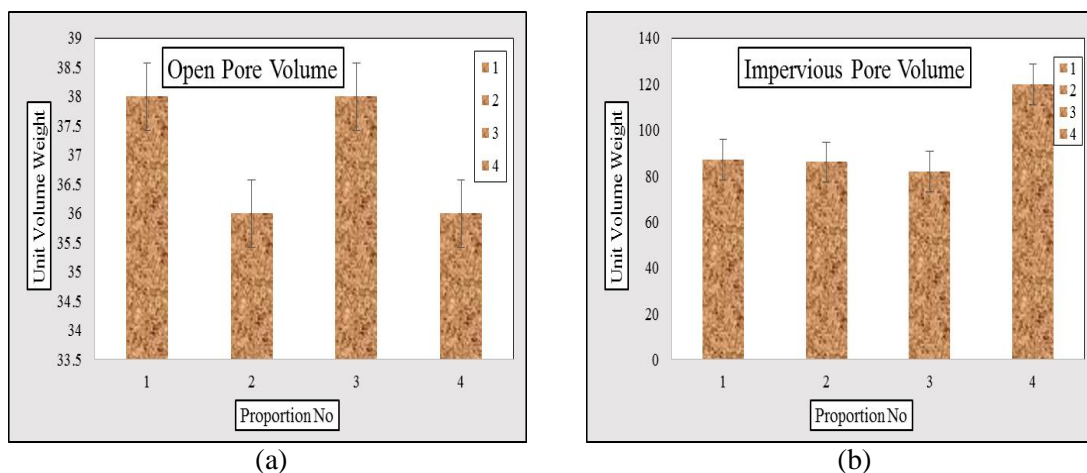 Open Pore Volume
Unit Volume Weight
39
38.5
38
37.5
37
36.5
36
35.5
35
34.5
34
33.5
1
2
3
4
1 2 3 4
Proportion No
(a)
Impervious Pore Volume
Unit Volume Weight
140
120
100
80
60
40
20
0
1
2
3
4
1 2 3 4
Proportion No
(b)